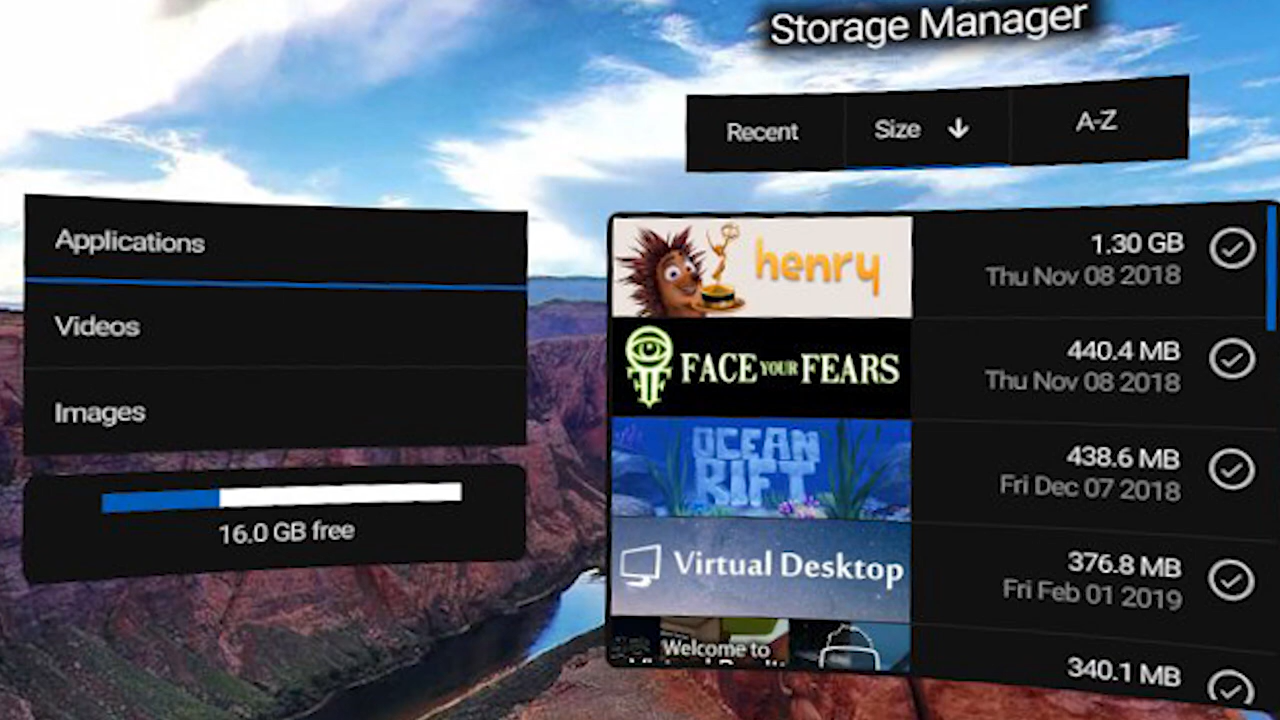 Storage Manager
Recent
Size
A-Z
Applications
Videos
Images
16.0 GB free
henry
1.30 GB
Thu Nov 08 2018
FACE YOUR FEARS
440.4 MB
Thu Nov 08 2018
OCEAN
RIFT
438.6 MB
Fri Dec 07 2018
Virtual Desktop
376.8 MB
Fri Feb 01 2019
Welcome to
340.1 MB